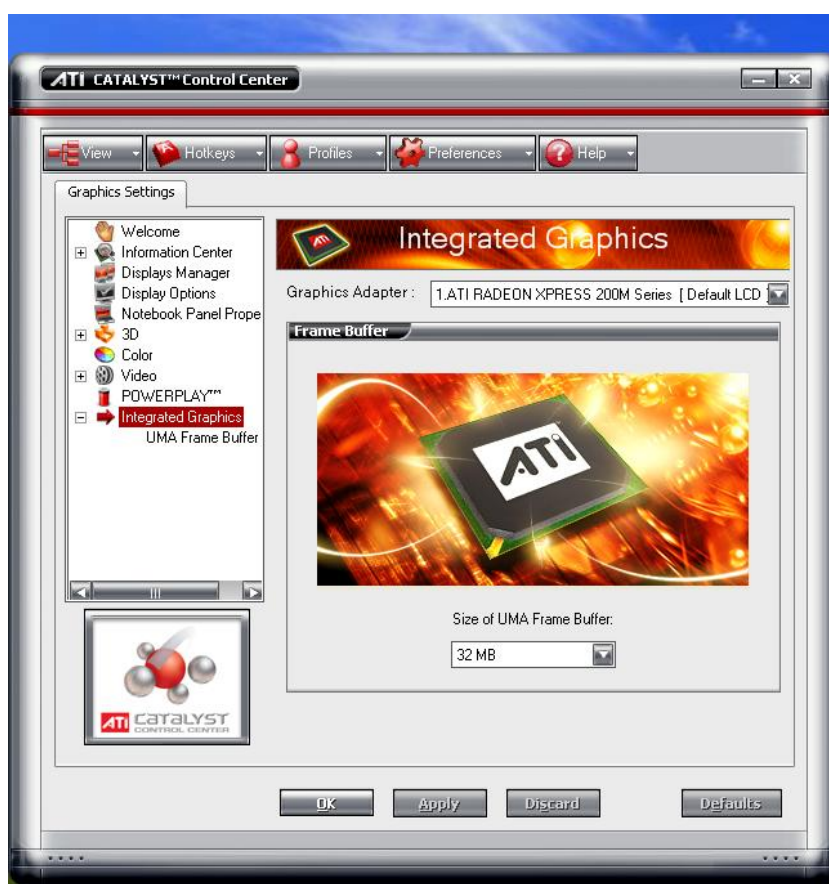 ATI CATALYST™ Control Center
View
Hotkeys
Profiles
Preferences
Help
Graphics Settings
Welcome
Information Center
Displays Manager
Display Options
Notebook Panel Prope
3D
Color
Video
POWERPLAY™
Integrated Graphics
UMA Frame Buffer
Integrated Graphics
Graphics Adapter :
1.ATI RADEON XPRESS 200M Series [ Default LCD ]
Frame Buffer
ATI
Size of UMA Frame Buffer:
32 MB
ATI CATALYST
CONTROL CENTER
OK
Apply
Discard
Defaults